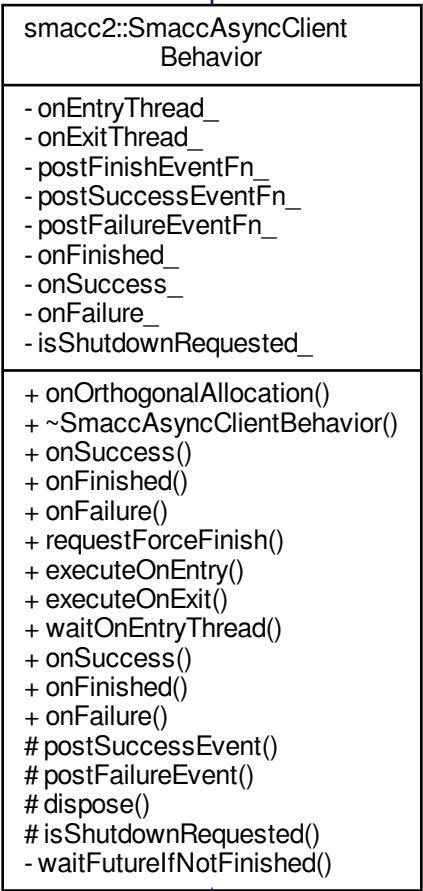 smacc2::SmaccAsyncClient
Behavior
- onEntryThread_
- onExitThread_
- postFinishEventFn_
- postSuccessEventFn_
- postFailureEventFn_
- onFinished_
- onSuccess_
- onFailure_
- isShutdownRequested_
+ onOrthogonalAllocation()
+ ~SmaccAsyncClientBehavior()
+ onSuccess()
+ onFinished()
+ onFailure()
+ requestForceFinish()
+ executeOnEntry()
+ executeOnExit()
+ waitOnEntryThread()
+ onSuccess()
+ onFinished()
+ onFailure()
# postSuccessEvent()
# postFailureEvent()
# dispose()
# isShutdownRequested()
- waitFutureIfNotFinished()